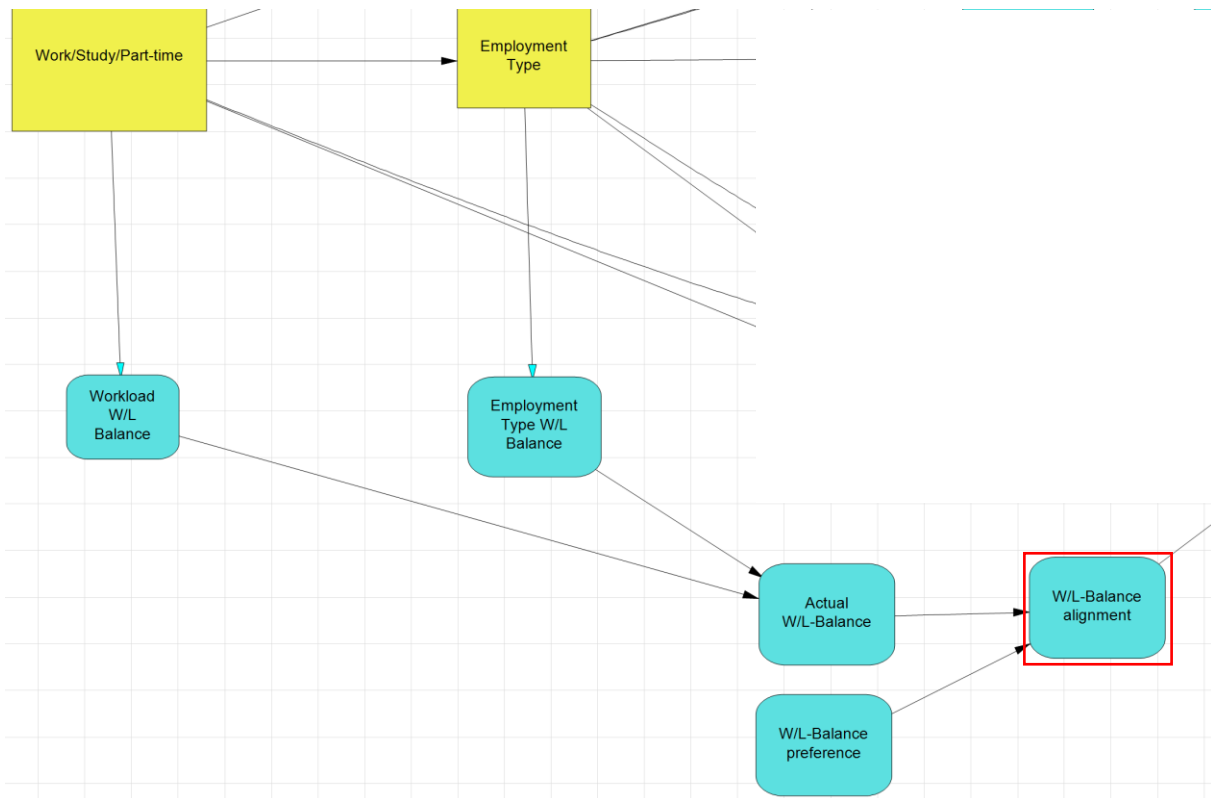 Work/Study/Part-time
Employment
Type
Workload
W/L
Balance
Employment
Type W/L
Balance
Actual
W/L-Balance
W/L-Balance
alignment
W/L-Balance
preference